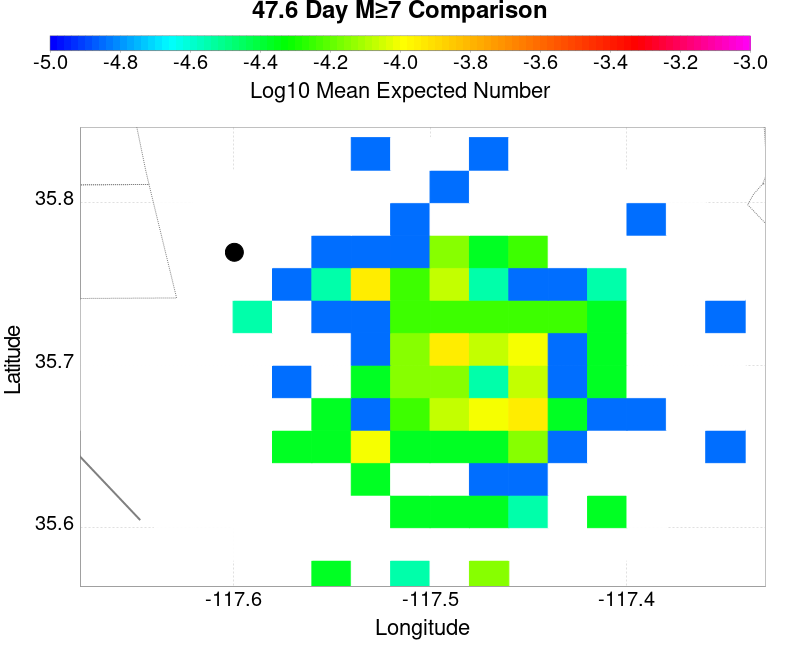 47.6 Day M≥7 Comparison
-5.0 -4.8 -4.6 -4.4 -4.2 -4.0 -3.8 -3.6 -3.4 -3.2 -3.0
Log10 Mean Expected Number
35.8
35.7
35.6
Latitude
-117.6 -117.5 -117.4
Longitude